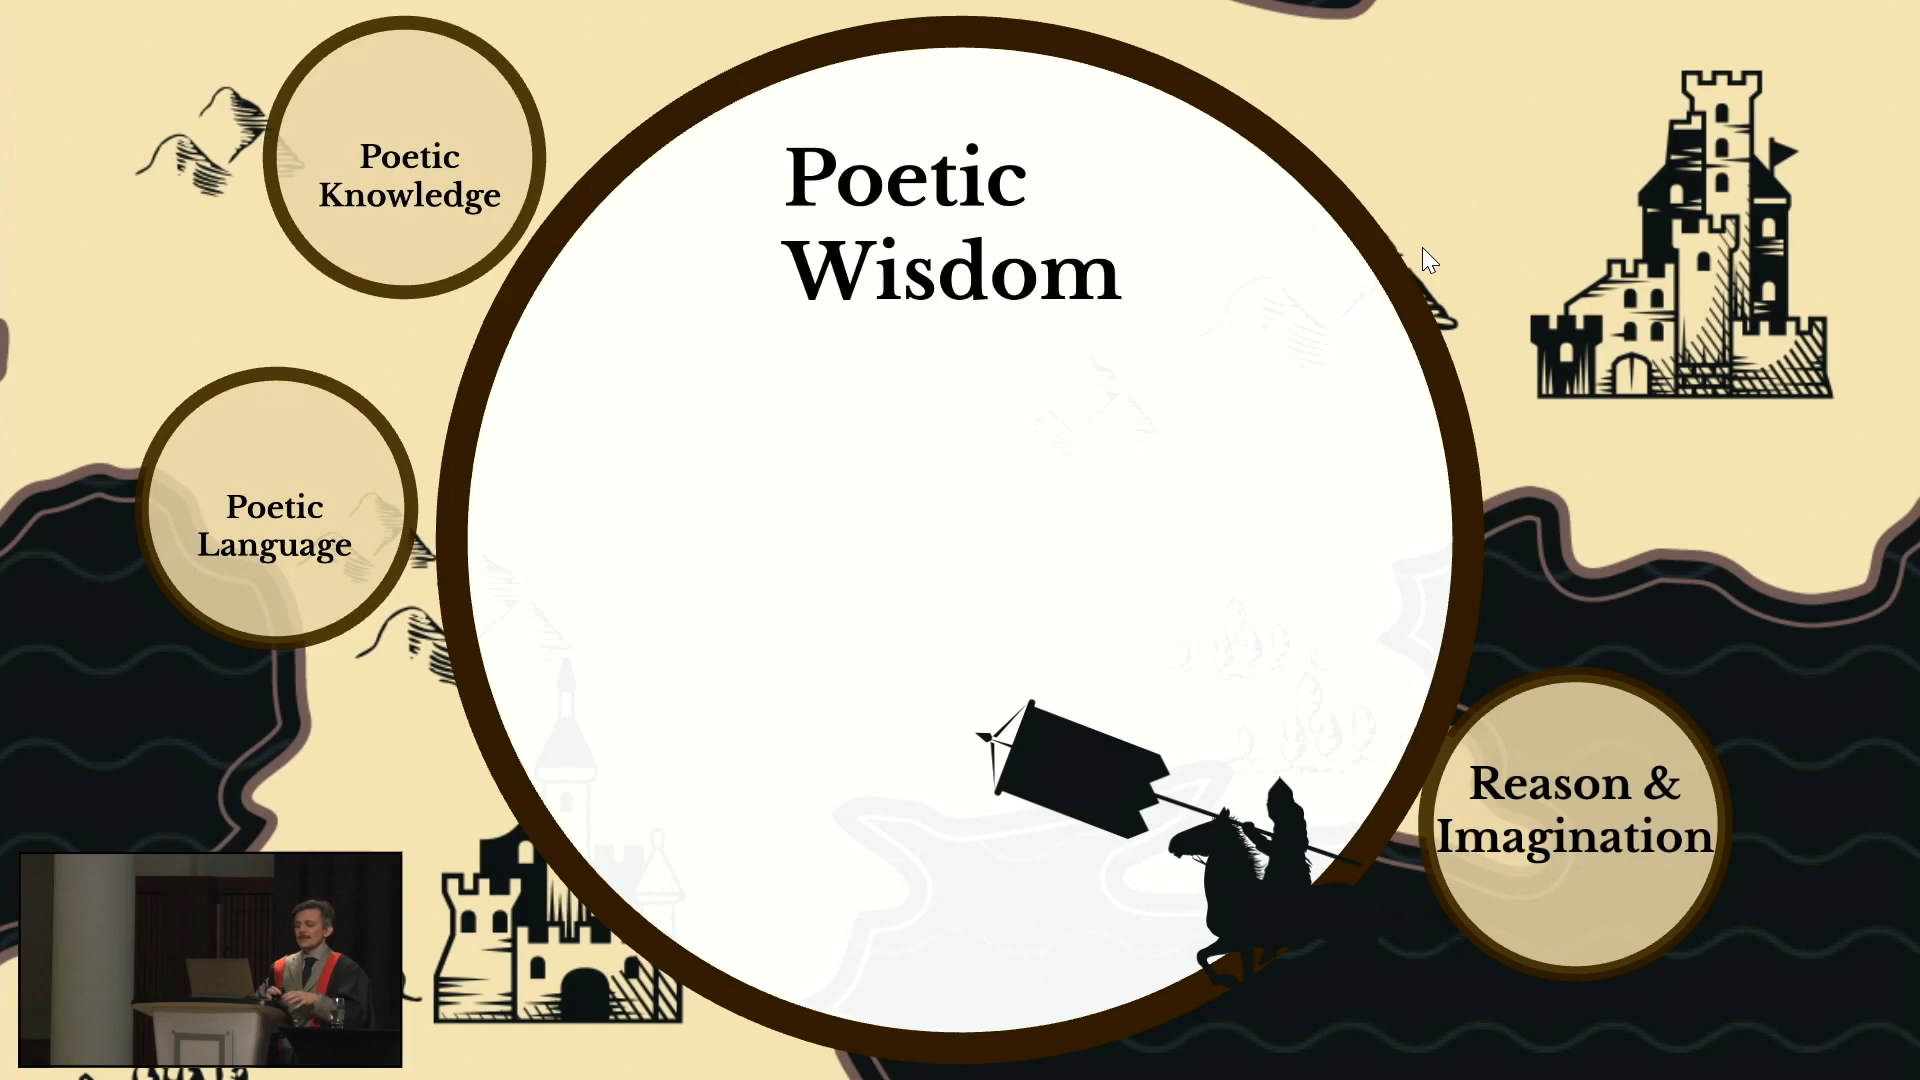 Poetic
Wisdom
Poetic
Knowledge
Poetic
Language
Reason &
Imagination